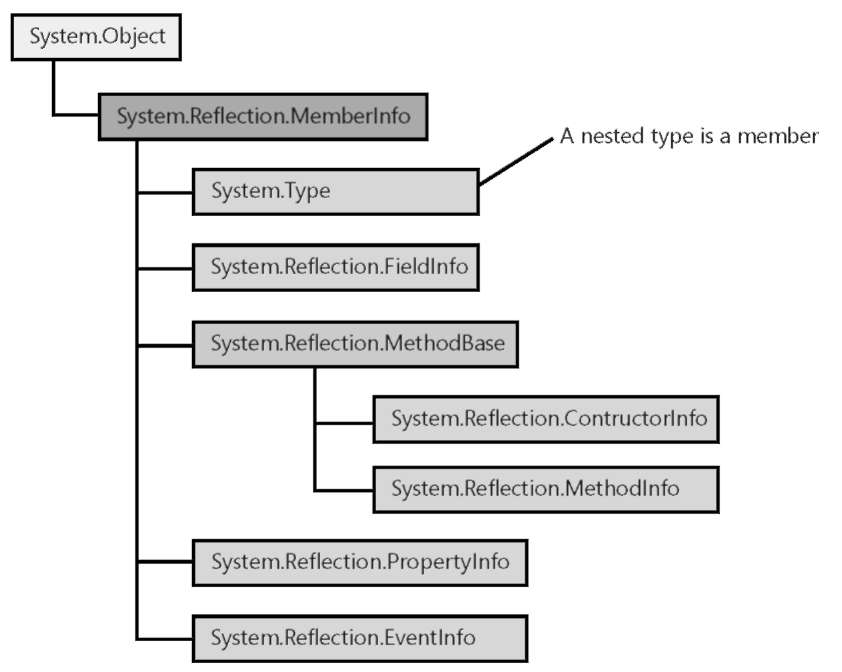 System.Object
System.Reflection.MemberInfo
A nested type is a member
System.Type
System.Reflection.FieldInfo
System.Reflection.MethodBase
System.Reflection.ContructorInfo
System.Reflection.MethodInfo
System.Reflection.PropertyInfo
System.Reflection.EventInfo